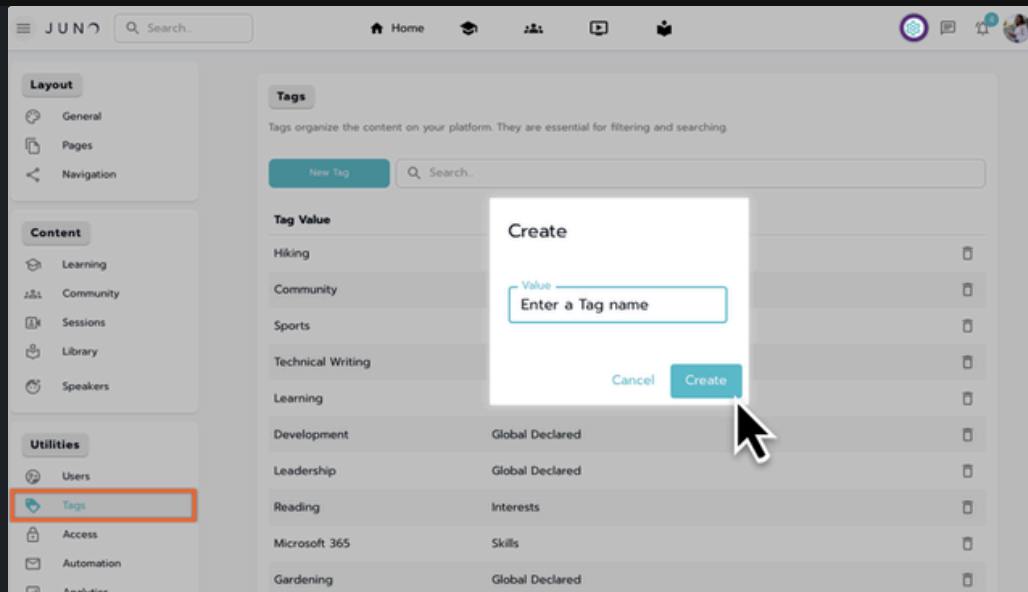 JUNO
Search..
Home
4
Layout
General
Pages
Navigation
Content
Learning
Community
Sessions
Library
Speakers
Utilities
Users
Tags
Access
Automation
Analytics
Tags
Tags organize the content on your platform. They are essential for filtering and searching.
New Tag
Search..
Tag Value
Hiking
Community
Sports
Technical Writing
Learning
Development Global Declared
Leadership Global Declared
Reading Interests
Microsoft 365 Skills
Gardening Global Declared
Create
Value
Enter a Tag name
Cancel Create